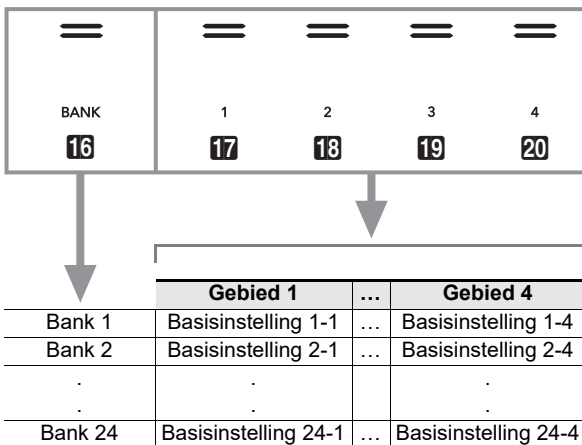 BANK 1 2 3 4
16 17 18 19 20
Gebied 1 … Gebied 4
Bank 1 Basisinstelling 1-1 … Basisinstelling 1-4
Bank 2 Basisinstelling 2-1 … Basisinstelling 2-4
. . .
. . .
Bank 24 Basisinstelling 24-1 … Basisinstelling 24-4